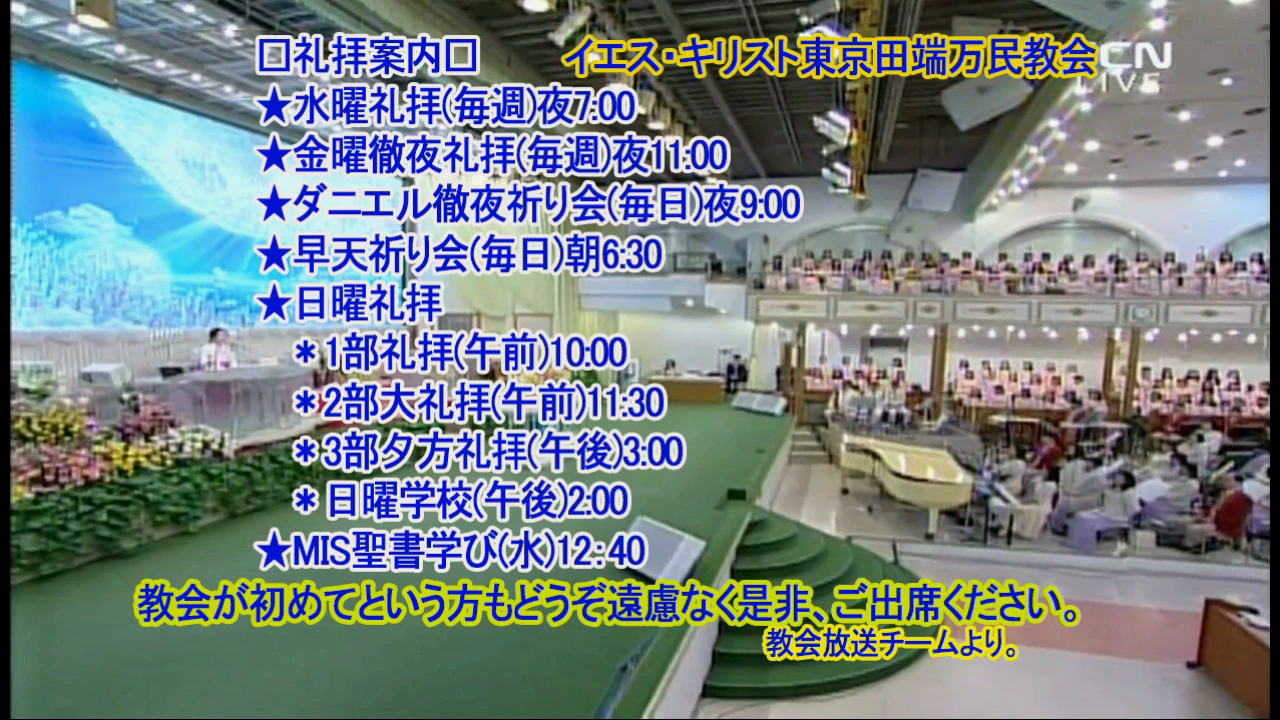 □礼拝案内□ イエス・キリスト東京田端万民教会
CN
LIVE
★水曜礼拝(毎週)夜7:00
★金曜徹夜礼拝(毎週)夜11:00
★ダニエル徹夜祈り会(毎日)夜9:00
★早天祈り会(毎日)朝6:30
★日曜礼拝
＊1部礼拝(午前)10:00
＊2部大礼拝(午前)11:30
＊3部夕方礼拝(午後)3:00
＊日曜学校(午後)2:00
★MIS聖書学び(水)12:40
教会が初めてという方もどうぞ遠慮なく是非、ご出席ください。
教会放送チームより。